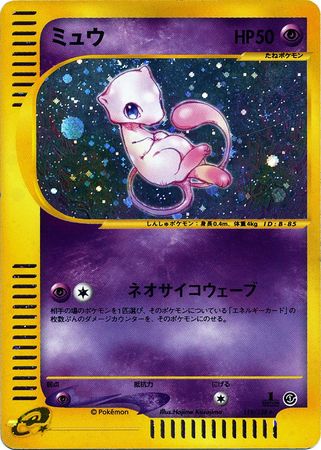 ミュウ HP50
たねポケモン
しんしゅポケモン：身長0.4m、体重4kg ID：B-85
ネオサイコウェーブ
相手の場のポケモンを1匹選び、そのポケモンについている「エネルギーカード」の
枚数ぶんのダメージカウンターを、そのポケモンにのせる。
弱点 抵抗力 にげる
©Pokémon Illus. Hajime Kusajima
1
EDITION
e